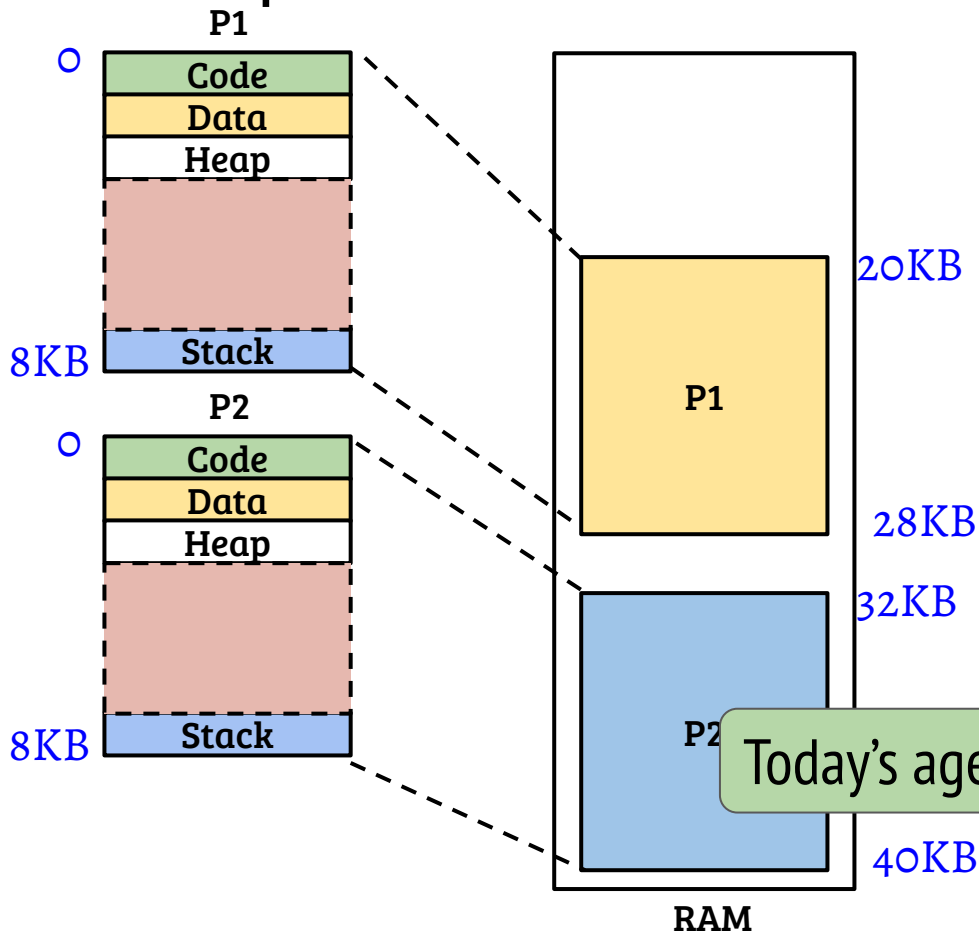 P1
0
Code
Data
Heap
Stack
8KB
P2
0
Code
Data
Heap
Stack
8KB
20KB
P1
28KB
32KB
P2
Today's age
40KB
RAM